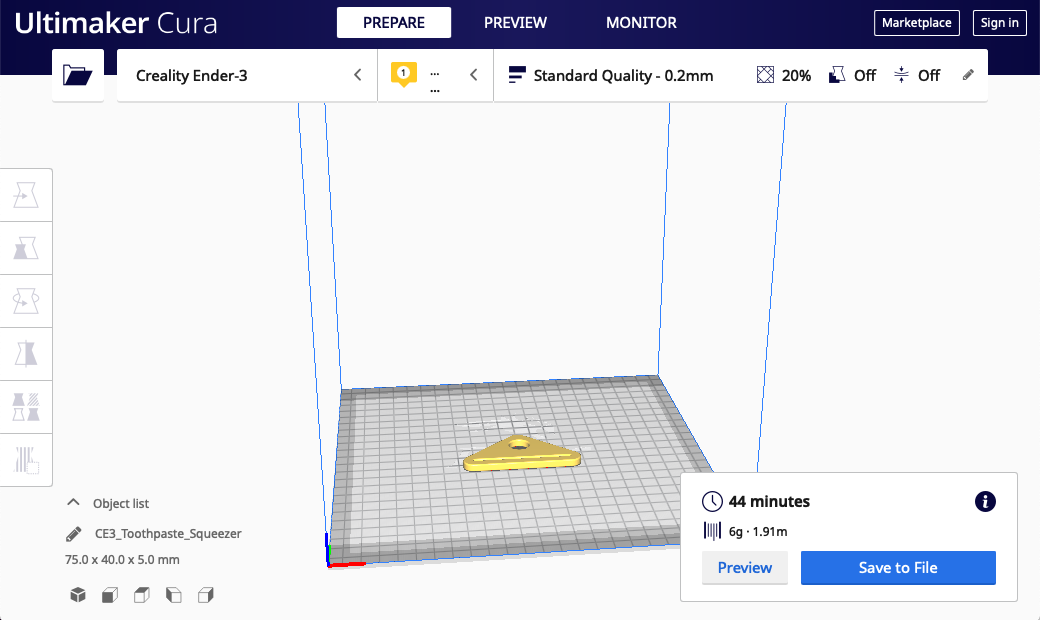 Ultimaker Cura
PREPARE
PREVIEW
MONITOR
Marketplace
Sign in
Creality Ender-3
1
...
...
Standard Quality - 0.2mm
20%
Off
Off
Object list
CE3_Toothpaste_Squeezer
75.0 x 40.0 x 5.0 mm
44 minutes
i
6g · 1.91m
Preview
Save to File